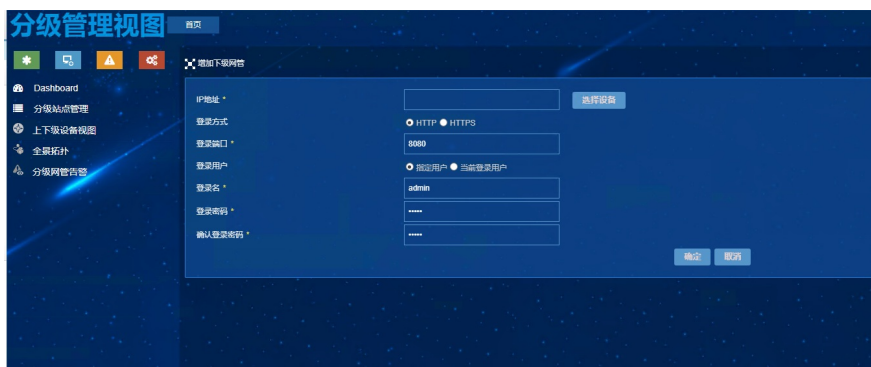 分级管理视图
首页
增加下级网管
Dashboard
分级站点管理
上下级设备视图
全景拓扑
分级网管告警
IP地址 *
选择设备
登录方式
HTTP HTTPS
登录端口 *
8080
登录用户
指定用户 当前登录用户
登录名 *
admin
登录密码 *
•••••
确认登录密码 *
•••••
确定 取消